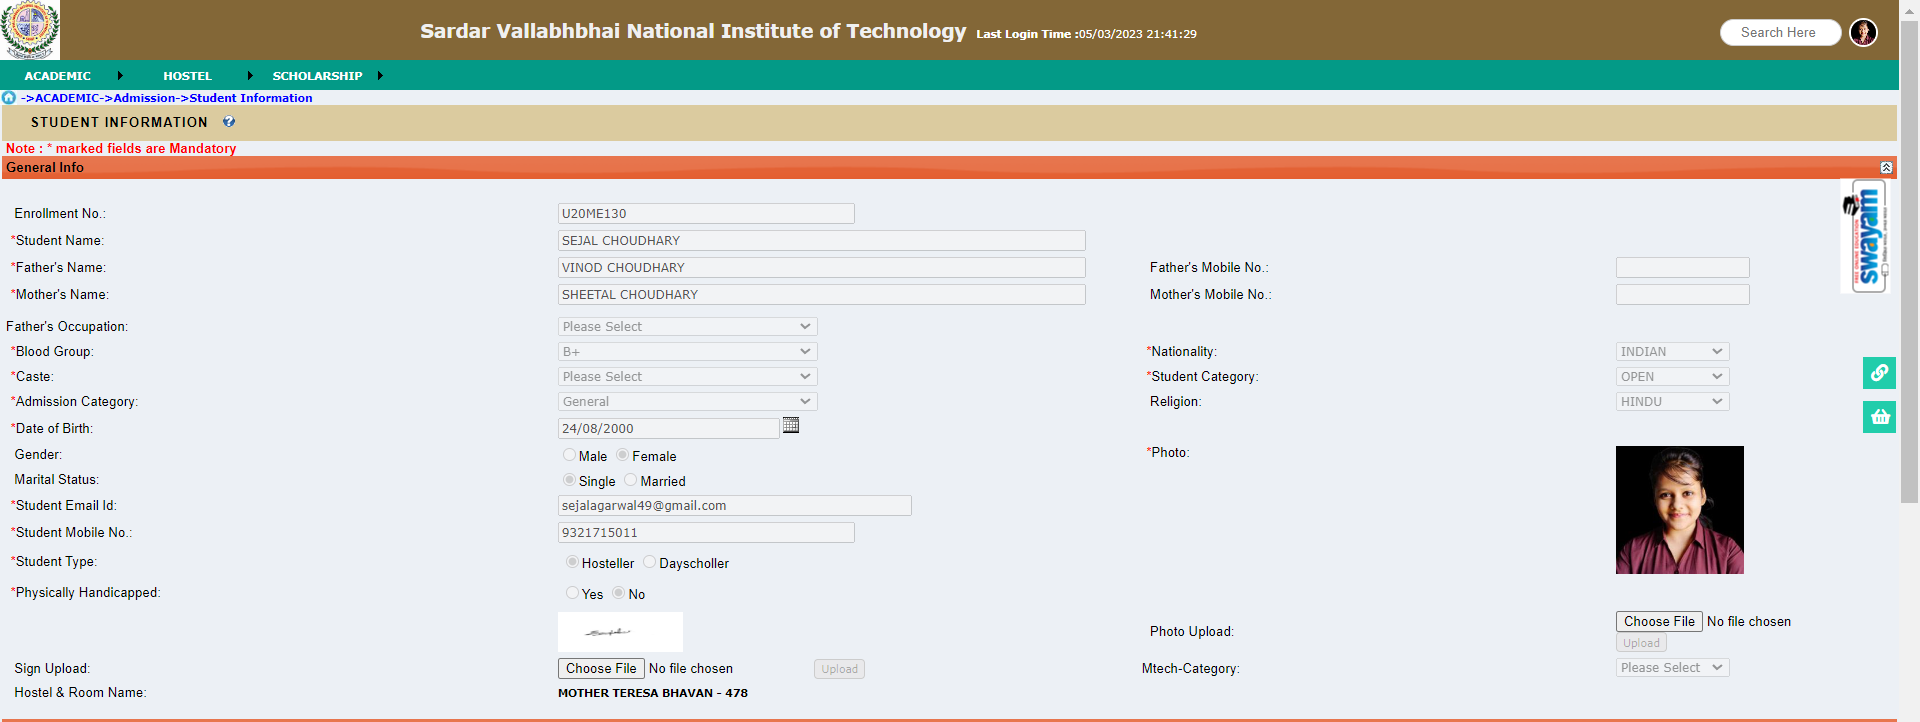 Sardar Vallabhbhai National Institute of Technology Last Login Time :05/03/2023 21:41:29
Search Here
ACADEMIC HOSTEL SCHOLARSHIP
->ACADEMIC->Admission->Student Information
STUDENT INFORMATION
Note : * marked fields are Mandatory
General Info
Enrollment No.: U20ME130
*Student Name: SEJAL CHOUDHARY
*Father's Name: VINOD CHOUDHARY Father's Mobile No.:
*Mother's Name: SHEETAL CHOUDHARY Mother's Mobile No.:
FREE ONLINE EDUCATION
swayam
Father's Occupation: Please Select
*Blood Group: B+ *Nationality: INDIAN
*Caste: Please Select *Student Category: OPEN
*Admission Category: General Religion: HINDU
*Date of Birth: 24/08/2000
Gender: Male Female *Photo:
Marital Status: Single Married
*Student Email Id: sejalagarwal49@gmail.com
*Student Mobile No.: 9321715011
*Student Type: Hosteller Dayscholler
*Physically Handicapped: Yes No
Photo Upload: Choose File No file chosen
Upload
Sign Upload: Choose File No file chosen Upload Mtech-Category: Please Select
Hostel & Room Name: MOTHER TERESA BHAVAN - 478